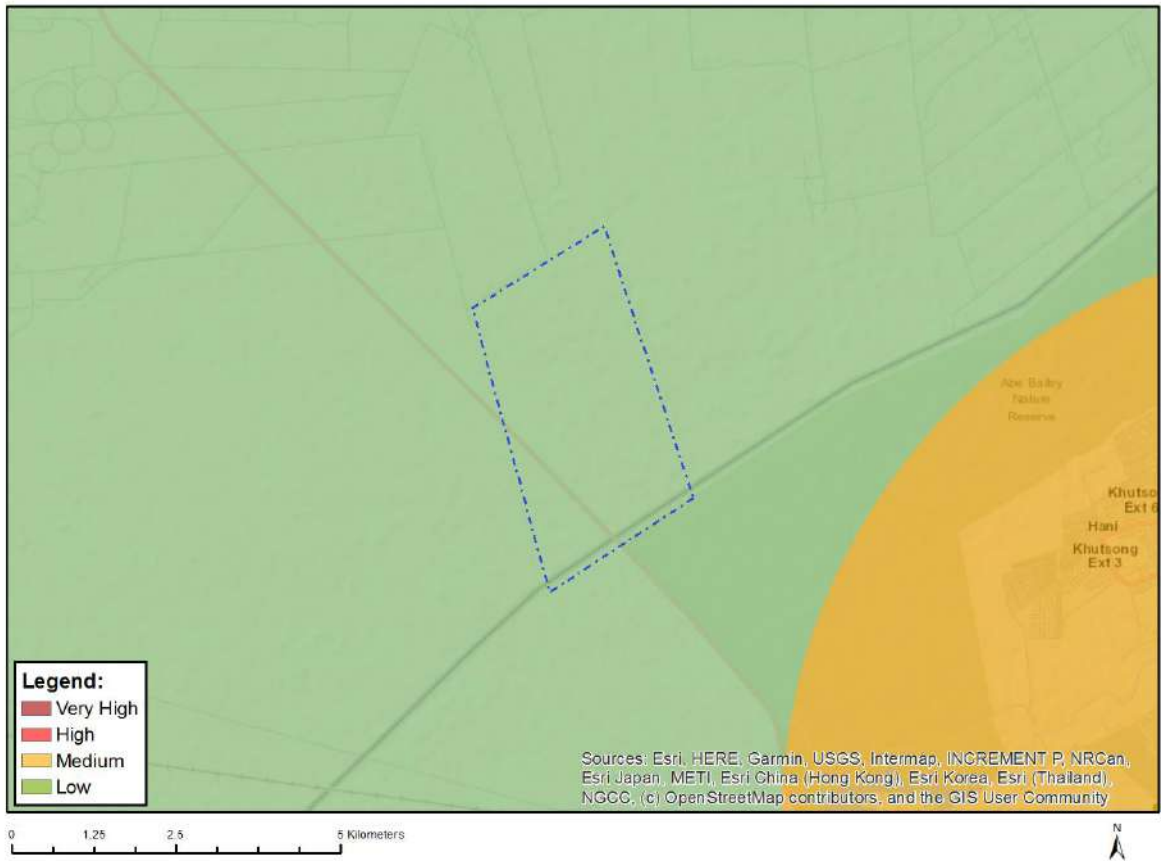 Abe Bailey
Nature
Reserve
Khutso
Ext 6
Hani
Khutsong
Ext 3
Legend:
Very High
High
Medium
Low
Sources: Esri, HERE, Garmin, USGS, Intermap, INCREMENT P, NRCan,
Esri Japan, METI, Esri China (Hong Kong), Esri Korea, Esri (Thailand),
NGCC, (c) OpenStreetMap contributors, and the GIS User Community
0 1.25 2.5 5 Kilometers
N